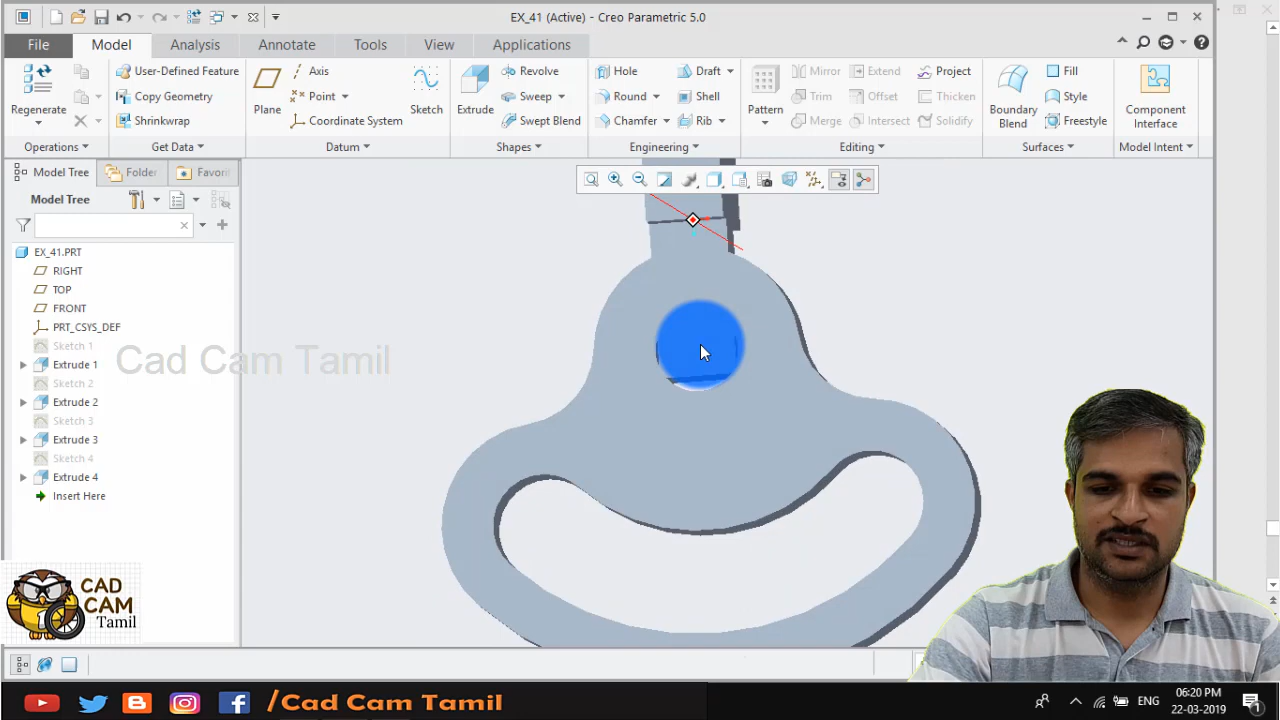 EX_41 (Active) - Creo Parametric 5.0
File Model Analysis Annotate Tools View Applications
Regenerate
Operations
User-Defined Feature
Copy Geometry
Shrinkwrap
Get Data
Plane
Axis
Point
Coordinate System
Sketch
Datum
Extrude
Revolve
Sweep
Swept Blend
Shapes
Hole
Round
Chamfer
Draft
Shell
Rib
Engineering
Pattern
Mirror
Trim
Merge
Extend
Offset
Intersect
Project
Thicken
Solidify
Editing
Boundary
Blend
Fill
Style
Freestyle
Surfaces
Component
Interface
Model Intent
Model Tree Folder Favori
Model Tree
EX_41.PRT
RIGHT
TOP
FRONT
PRT_CSYS_DEF
Sketch 1
Extrude 1
Sketch 2
Extrude 2
Sketch 3
Extrude 3
Sketch 4
Extrude 4
Insert Here
Cad Cam Tamil
CAD
CAM
Tamil
/Cad Cam Tamil
ENG
06:20 PM
22-03-2019
1